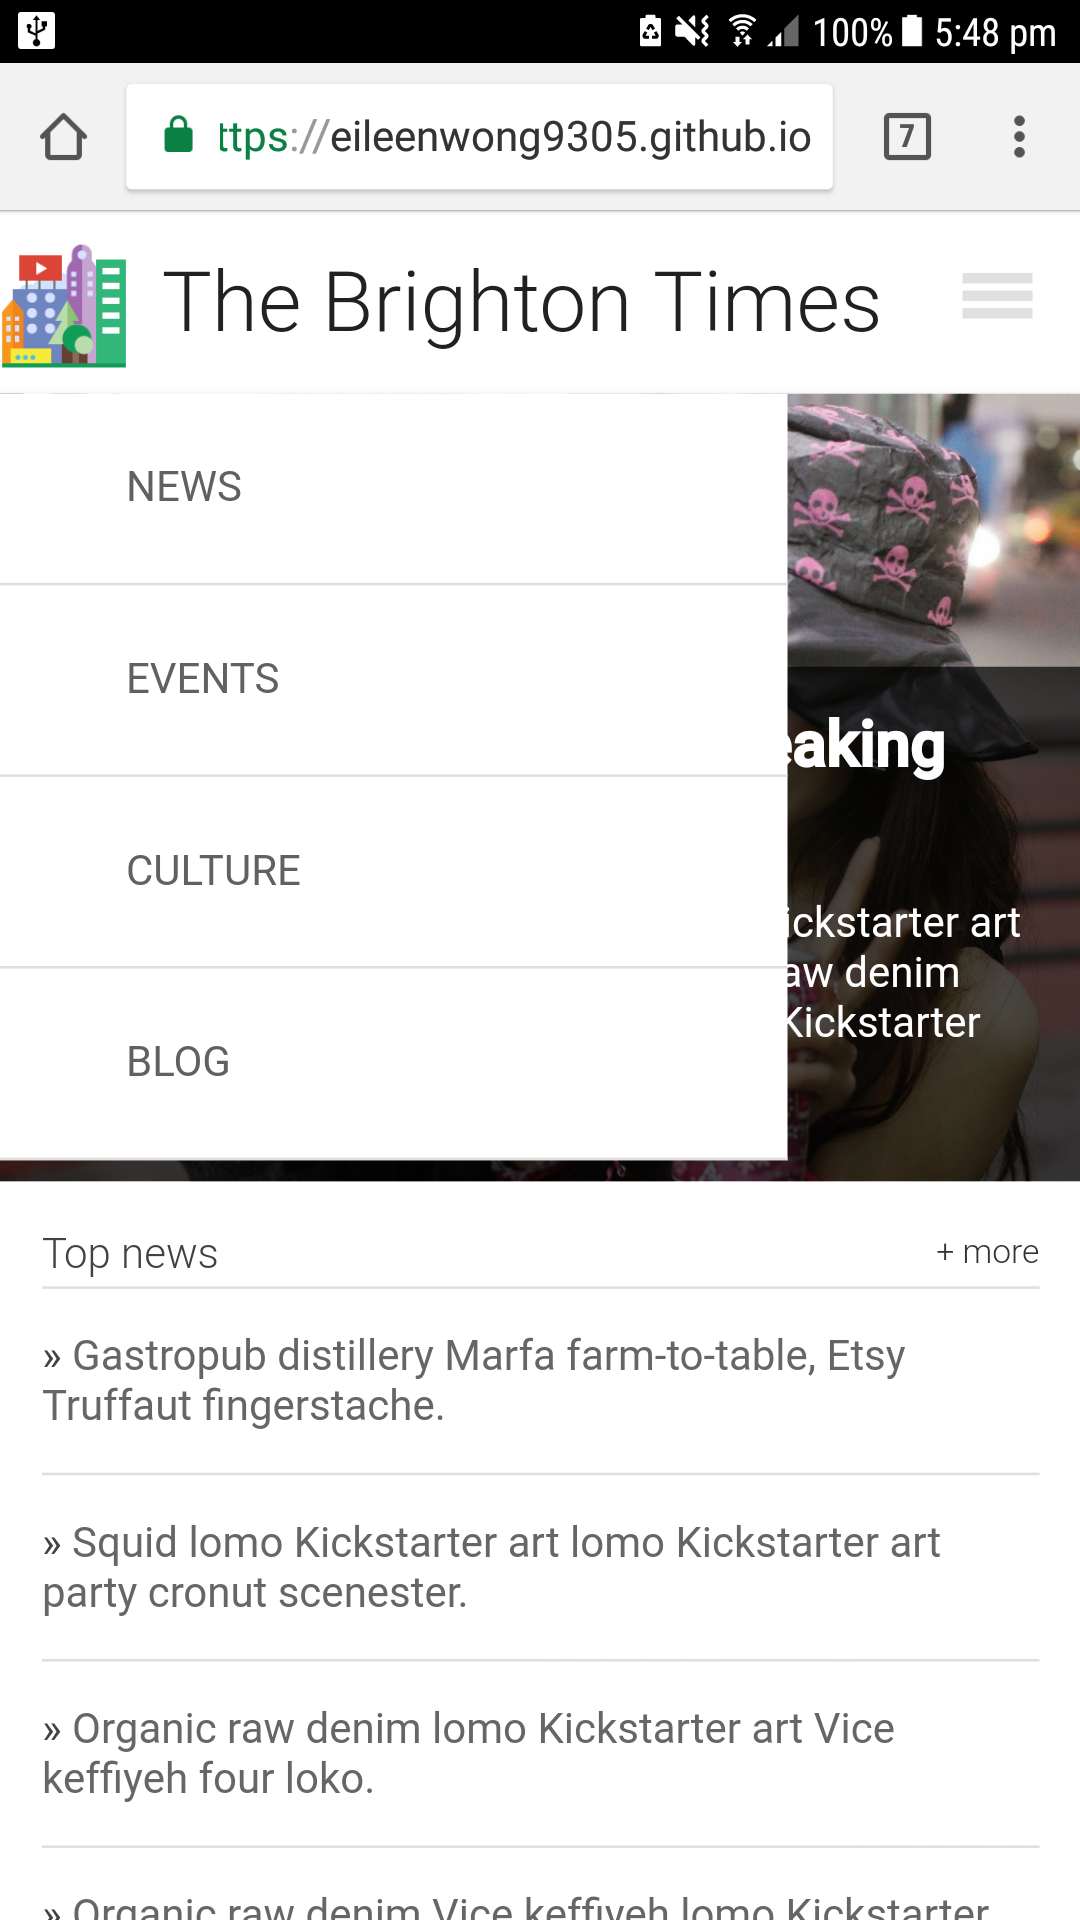 100% 5:48 pm
ttps://eileenwong9305.github.io
7
The Brighton Times
NEWS
EVENTS
eaking
CULTURE
ickstarter art
aw denim
Kickstarter
BLOG
Top news
+ more
» Gastropub distillery Marfa farm-to-table, Etsy
Truffaut fingerstache.
» Squid lomo Kickstarter art lomo Kickstarter art
party cronut scenester.
» Organic raw denim lomo Kickstarter art Vice
keffiyeh four loko.
» Organic raw denim Vice keffiyeh lomo Kickstarter